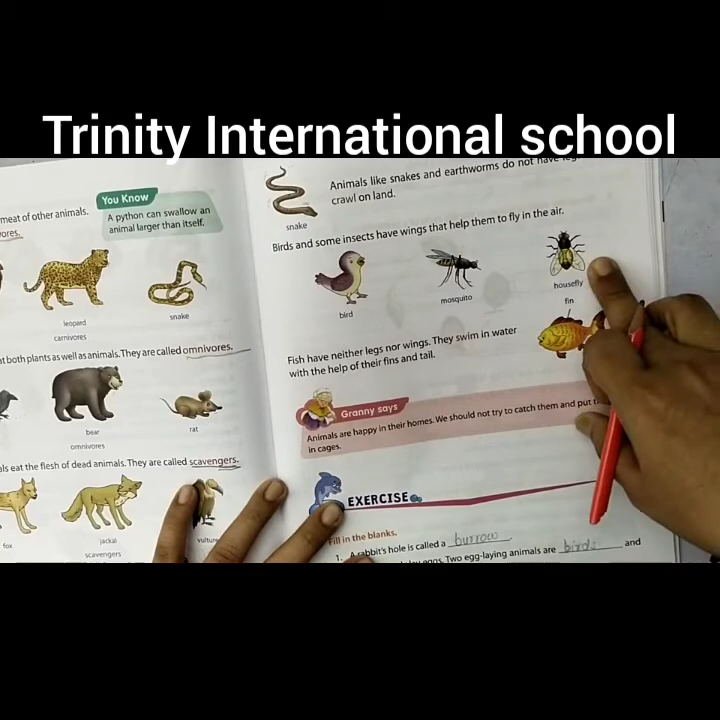 Trinity International school
meat of other animals.
You Know
A python can swallow an
animal larger than itself.
leopard
snake
carnivores
both plants as well as animals. They are called omnivores.
bear
rat
omnivores
eat the flesh of dead animals. They are called scavengers.
fox
jackal
vulture
scavengers
Animals like snakes and earthworms do not have
crawl on land.
snake
Birds and some insects have wings that help them to fly in the air.
bird
mosquito
housefly
fin
Fish have neither legs nor wings. They swim in water
with the help of their fins and tail.
Granny says
Animals are happy in their homes. We should not try to catch them and put
in cages.
EXERCISE
Fill in the blanks.
1. A rabbit's hole is called a burrow.
eggs. Two egg-laying animals are birds and